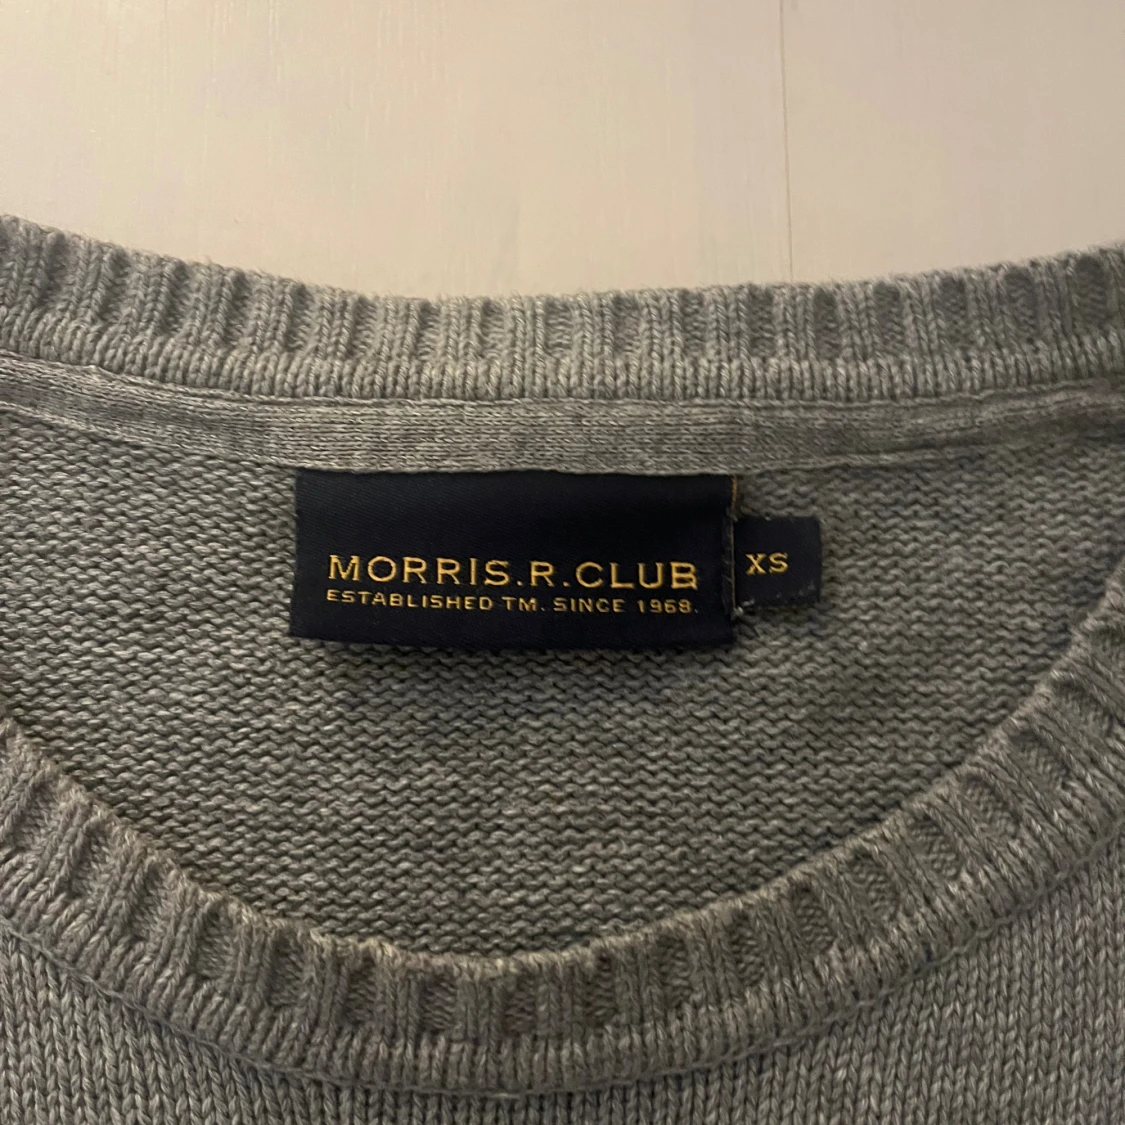 MORRIS.R.CLUB
ESTABLISHED TM. SINCE 1968.
XS